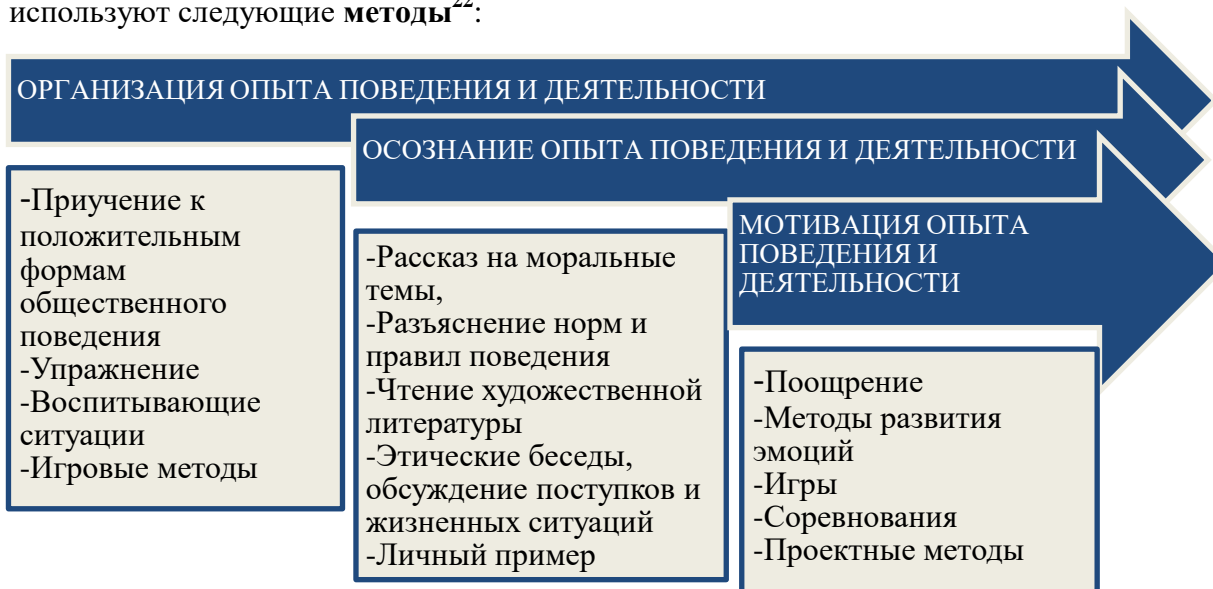 используют следующие методы²²:
ОРГАНИЗАЦИЯ ОПЫТА ПОВЕДЕНИЯ И ДЕЯТЕЛЬНОСТИ
-Приучение к
положительным
формам
общественного
поведения
-Упражнение
-Воспитывающие
ситуации
-Игровые методы
ОСОЗНАНИЕ ОПЫТА ПОВЕДЕНИЯ И ДЕЯТЕЛЬНОСТИ
-Рассказ на моральные
темы,
-Разъяснение норм и
правил поведения
-Чтение художественной
литературы
-Этические беседы,
обсуждение поступков и
жизненных ситуаций
-Личный пример
МОТИВАЦИЯ ОПЫТА
ПОВЕДЕНИЯ И
ДЕЯТЕЛЬНОСТИ
-Поощрение
-Методы развития
эмоций
-Игры
-Соревнования
-Проектные методы